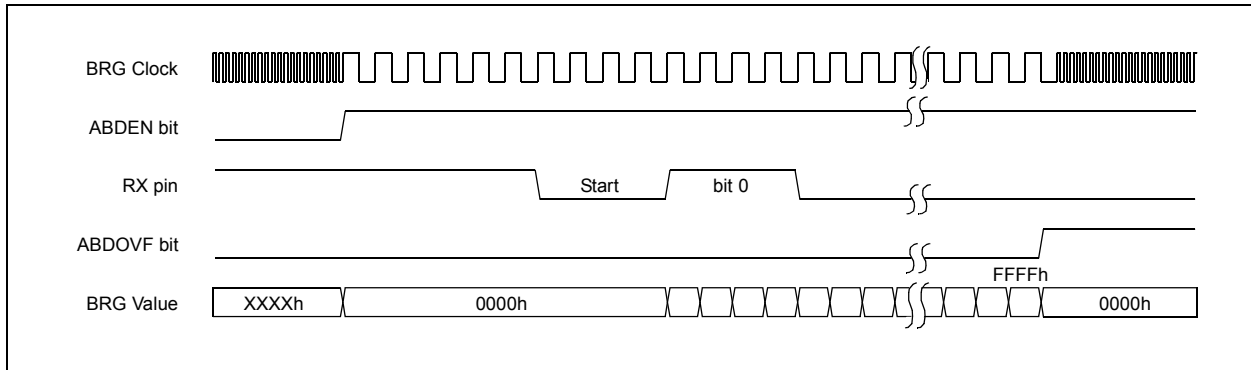 BRG Clock
ABDEN bit
RX pin
Start
bit 0
ABDOVF bit
FFFFh
BRG Value
XXXXh
0000h
0000h